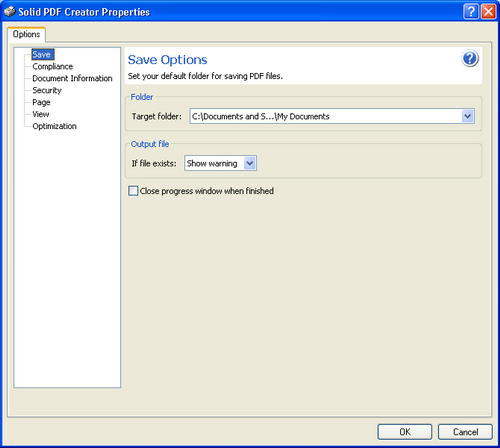 Solid PDF Creator Properties
Options
Save
Compliance
Document Information
Security
Page
View
Optimization
Save Options
Set your default folder for saving PDF files.
Folder
Target folder: C:\Documents and S...\My Documents
Output file
If file exists: Show warning
Close progress window when finished
OK Cancel